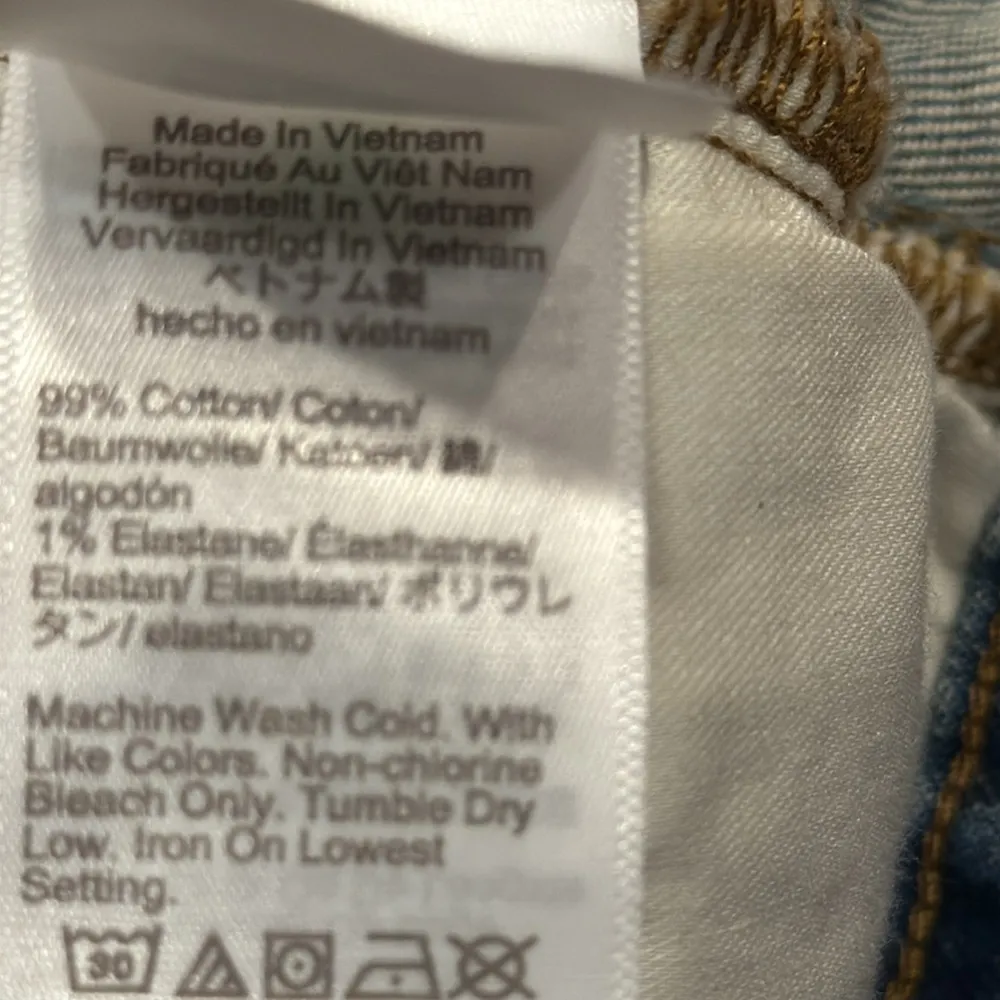 Made In Vietnam
Fabriqué Au Viêt Nam
Hergestellt In Vietnam
Vervaardigd In Vietnam
ベトナム製
hecho en vietnam
99% Cotton/ Coton/
Baumwolle/ Katoen/ 綿/
algodón
1% Elastane/ Élasthanne/
Elastan/ Elastaan/ ポリウレ
タン/ elastano
Machine Wash Cold. With
Like Colors. Non-chlorine
Bleach Only. Tumble Dry
Low. Iron On Lowest
Setting.
30